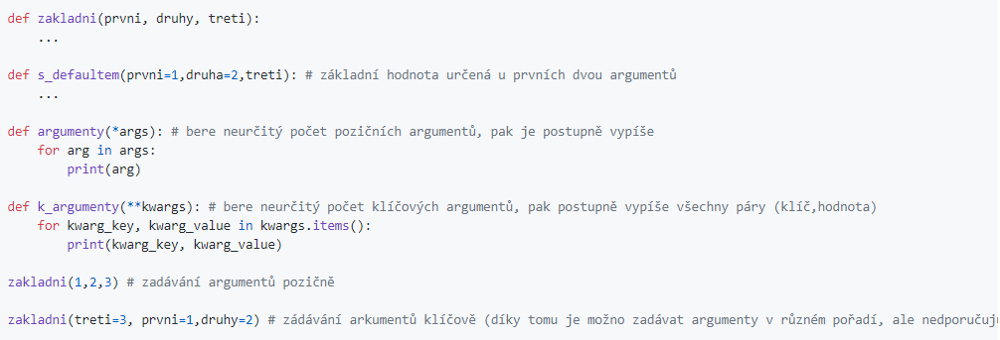 def zakladni(prvni, druhy, treti):
    ...
def s_defaultem(prvni=1,druha=2,treti): # základní hodnota určená u prvních dvou argumentů
    ...
def argumenty(*args): # bere neurčitý počet pozičních argumentů, pak je postupně vypíše
    for arg in args:
        print(arg)
def k_argumenty(**kwargs): # bere neurčitý počet klíčových argumentů, pak postupně vypíše všechny páry (klíč,hodnota)
    for kwarg_key, kwarg_value in kwargs.items():
        print(kwarg_key, kwarg_value)
zakladni(1,2,3) # zadávání argumentů pozičně
zakladni(treti=3, prvni=1,druhy=2) # zádávání arkumentů klíčově (díky tomu je možno zadávat argumenty v různém pořadí, ale